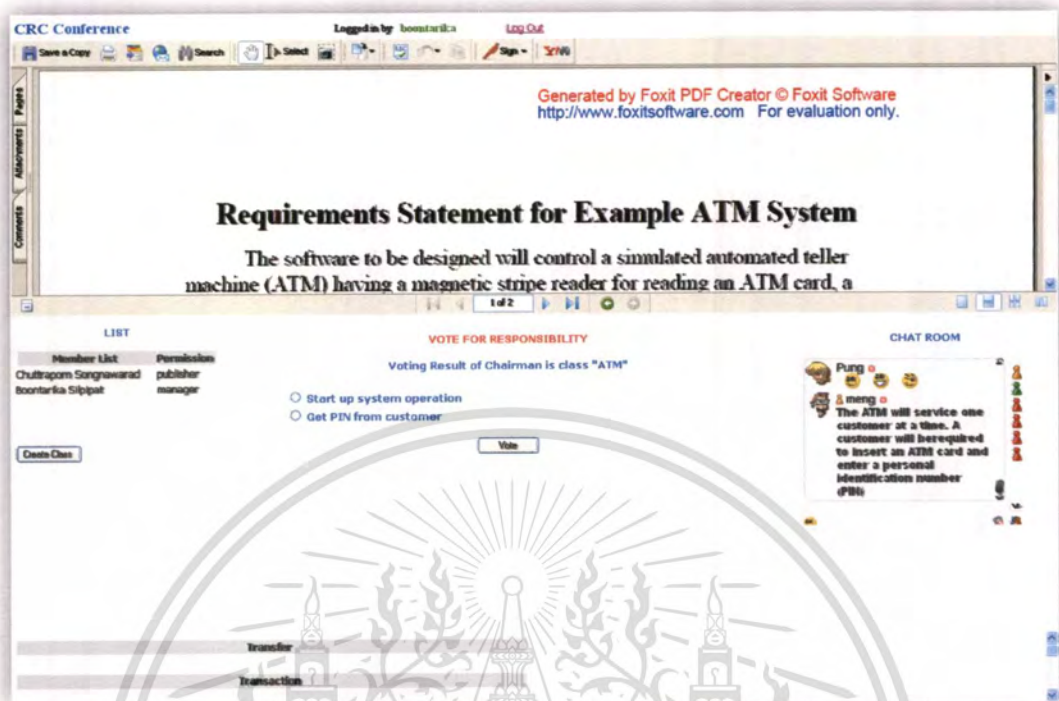 CRC Conference Logged in by boontarika Log Out
Save a Copy Search Select Sign
Pages
Attachments
Comments
Generated by Foxit PDF Creator © Foxit Software
http://www.foxitsoftware.com For evaluation only.
Requirements Statement for Example ATM System
The software to be designed will control a simulated automated teller
machine (ATM) having a magnetic stripe reader for reading an ATM card, a
1 of 2
LIST
Member List Permission
Chuttraporn Songnawarad publisher
Boontarika Silpipat manager
Create Class
VOTE FOR RESPONSIBILITY
Voting Result of Chairman is class "ATM"
Start up system operation
Get PIN from customer
Vote
CHAT ROOM
Pung
meng
The ATM will service one
customer at a time. A
customer will berequired
to insert an ATM card and
enter a personal
identification number
(PIN)
Transfer
Transaction